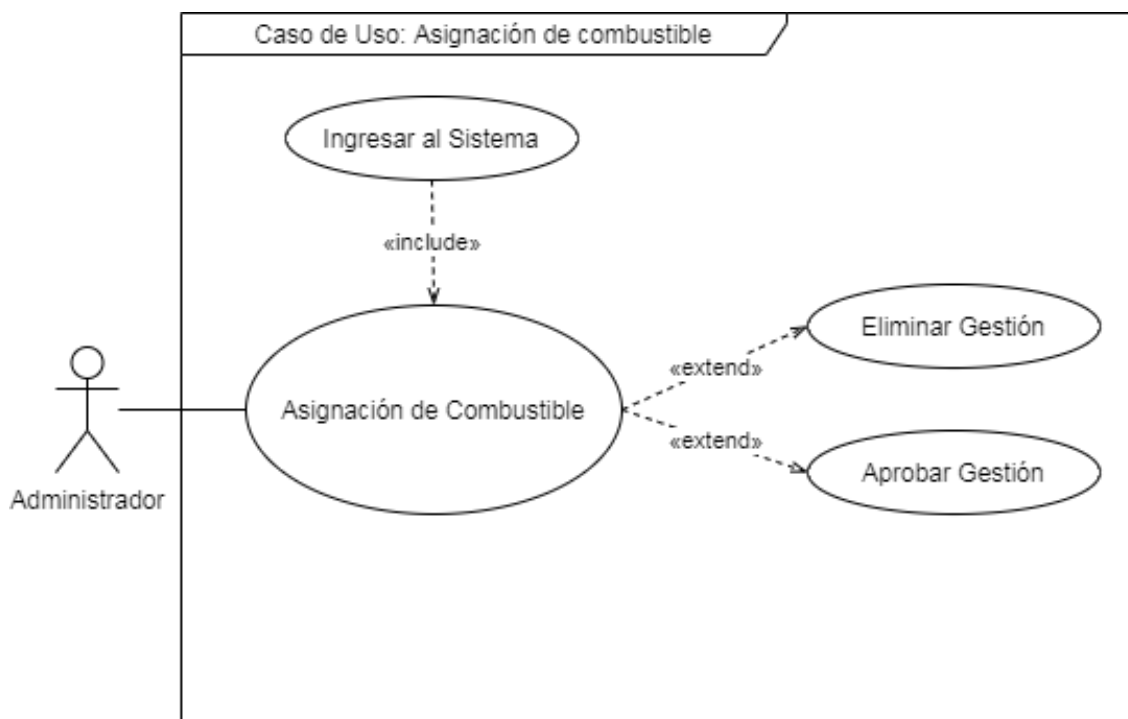 Caso de Uso: Asignación de combustible
Ingresar al Sistema
«include»
Eliminar Gestión
«extend»
Asignación de Combustible
«extend»
Aprobar Gestión
Administrador